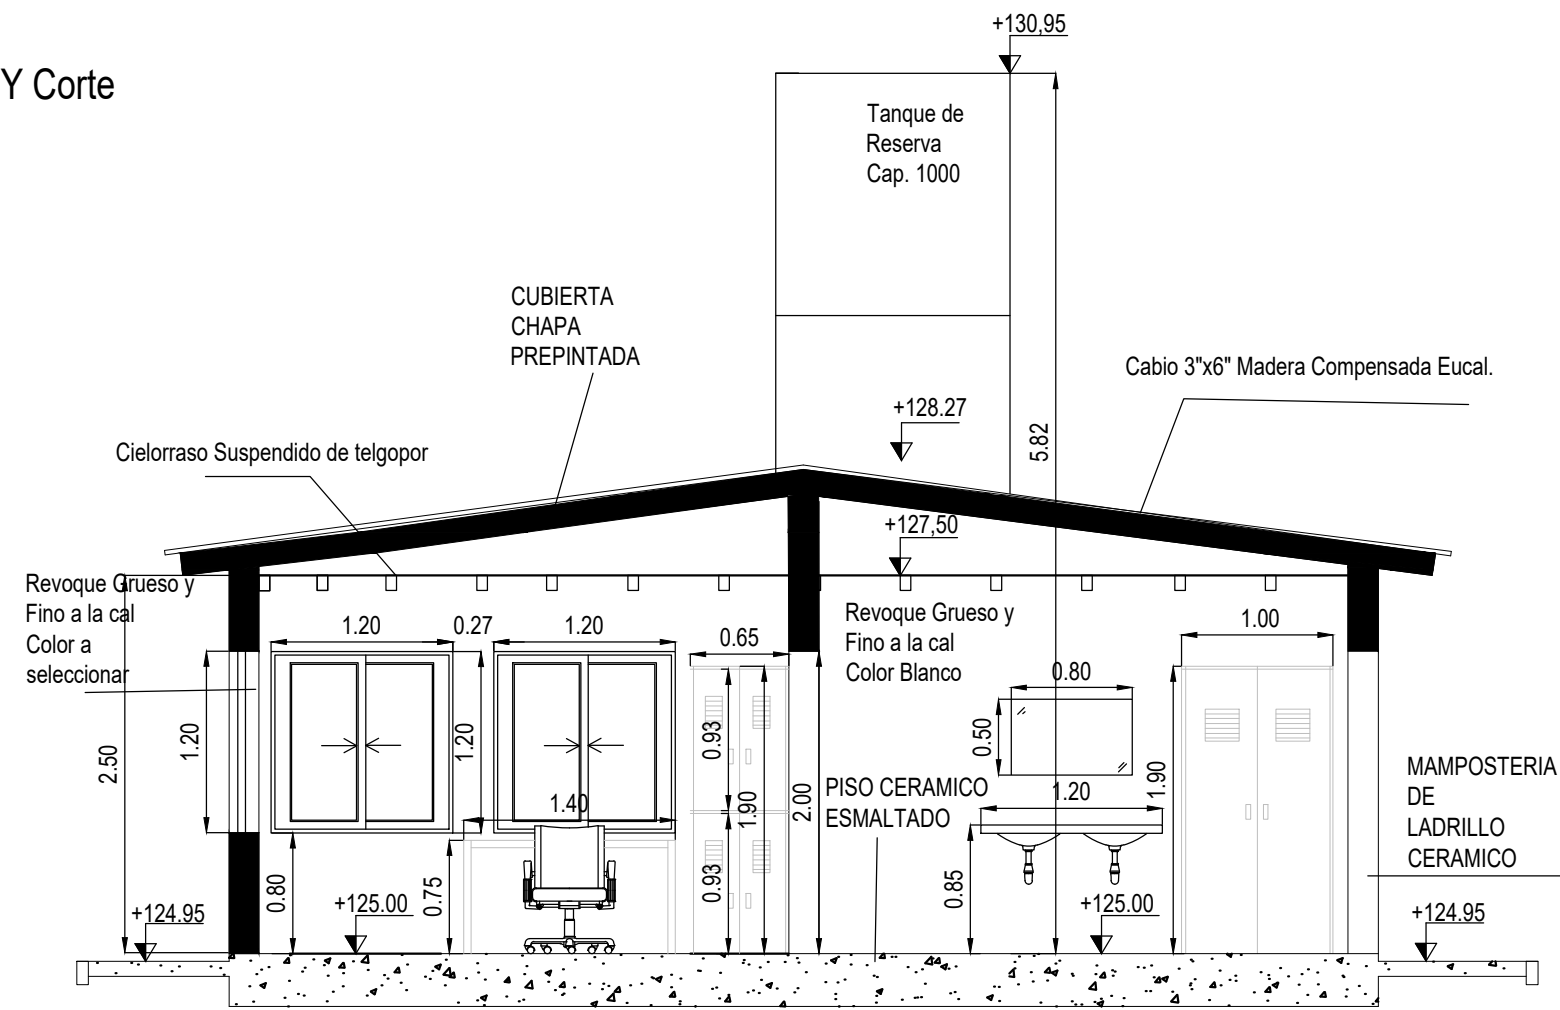 +130,95
Y Corte
Tanque de
Reserva
Cap. 1000
CUBIERTA
CHAPA
PREPINTADA
Cabio 3"x6" Madera Compensada Eucal.
+128.27
5.82
Cielorraso Suspendido de telgopor
+127,50
Revoque Grueso y
Fino a la cal
Color a
seleccionar
1.20
0.27
1.20
0.65
Revoque Grueso y
Fino a la cal
Color Blanco
1.00
0.80
2.50
1.20
1.20
0.93
0.50
1.90
1.40
1.90
2.00
PISO CERAMICO
ESMALTADO
1.20
MAMPOSTERIA
DE
LADRILLO
CERAMICO
0.80
0.75
0.93
0.85
+124.95
+125.00
+125.00
+124.95